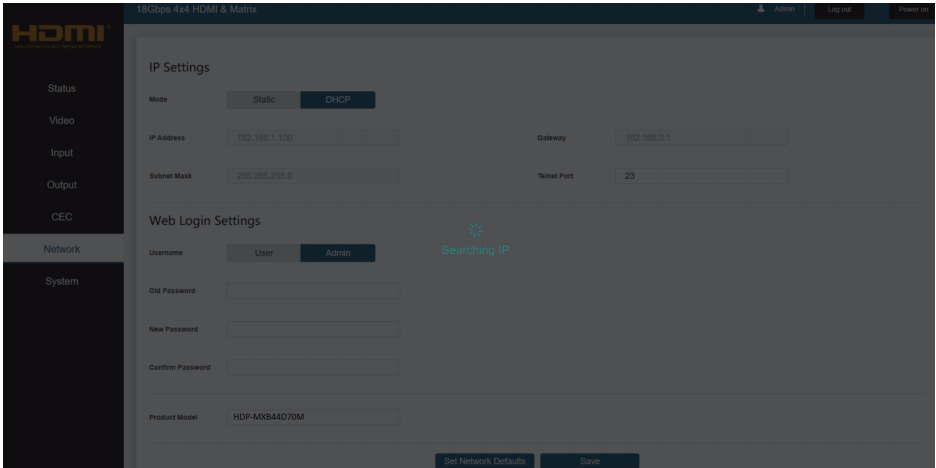 18Gbps 4x4 HDMI & Matrix
Admin
Log out
Power on
HDMI
Status
Video
Input
Output
CEC
Network
System
IP Settings
Mode Static DHCP
IP Address 192.168.1.100 Gateway 192.168.0.1
Subnet Mask 255.255.255.0 Telnet Port 23
Web Login Settings
Searching IP
Username User Admin
Old Password
New Password
Confirm Password
Product Model HDP-MXB44D70M
Set Network Defaults Save